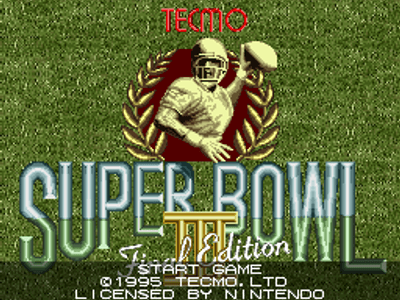 TECMO
SUPER BOWL
III
Final Edition
START GAME
©1995 TECMO.LTD
LICENSED BY NINTENDO